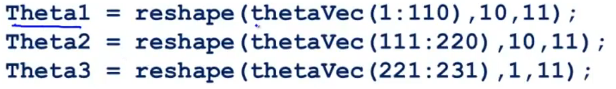 Theta1 = reshape(thetaVec(1:110),10,11);
Theta2 = reshape(thetaVec(111:220),10,11);
Theta3 = reshape(thetaVec(221:231),1,11);